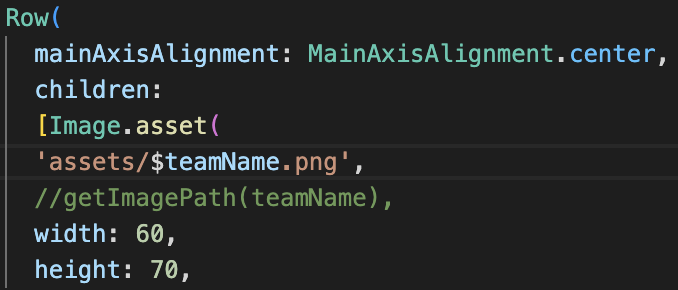 Row(
mainAxisAlignment: MainAxisAlignment.center,
children:
[Image.asset(
'assets/$teamName.png',
//getImagePath(teamName),
width: 60,
height: 70,